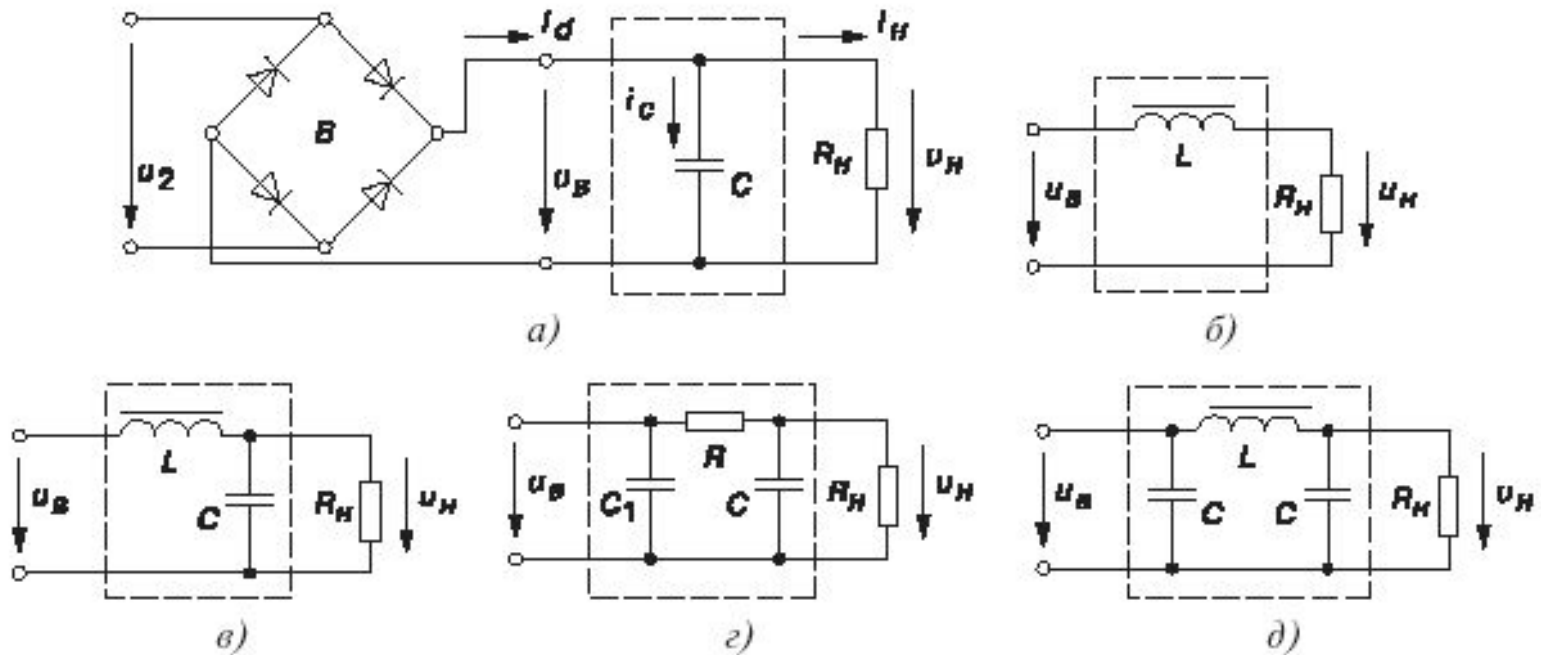 i_d
i_н
i_C
B
u_2
u_в
C
R_н
u_н
L
u_в
R_н
u_н
а)
б)
L
u_в
C
R_н
u_н
R
u_в
C_1
C
R_н
u_н
L
u_в
C
C
R_н
u_н
в)
г)
д)